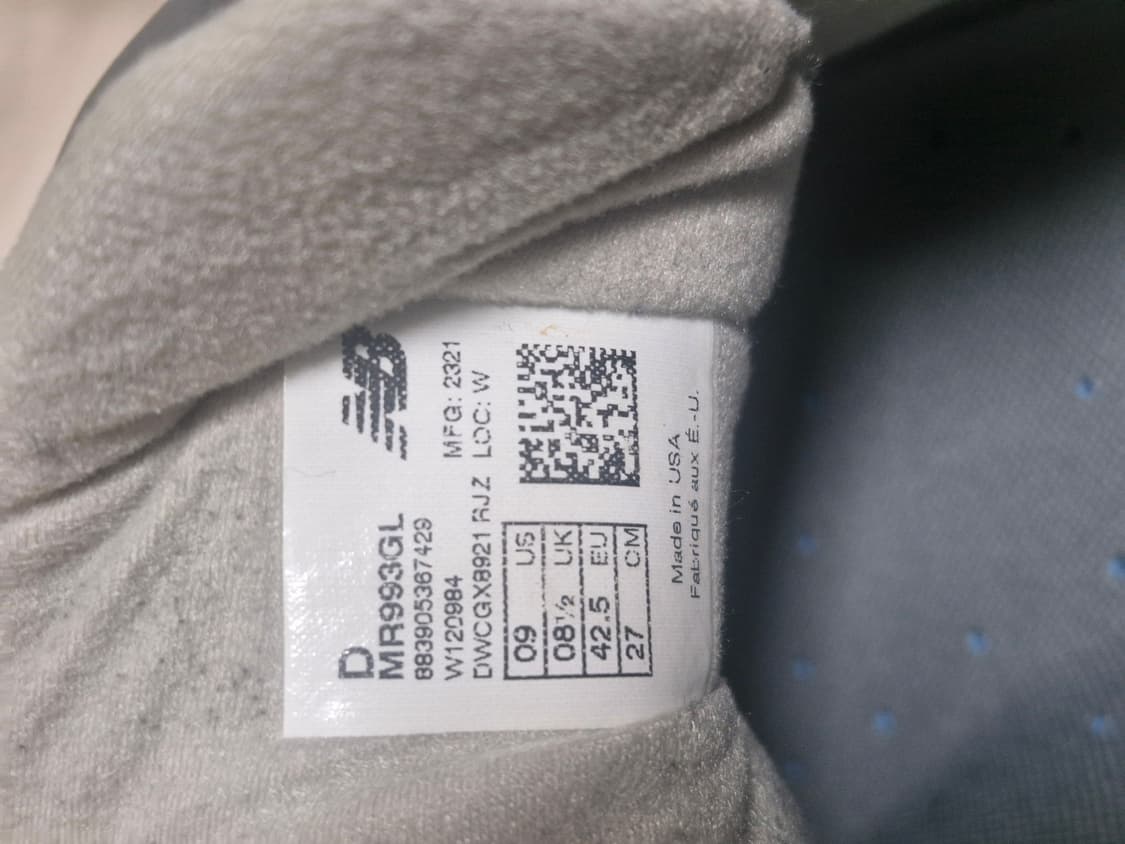 NB
D
MR993GL
883905367429
W120984 MFG: 2321
DWCGX8921 RJZ LOC: W
09 US
08½ UK
42.5 EU
27 CM
Made in USA
Fabriqué aux É.-U.